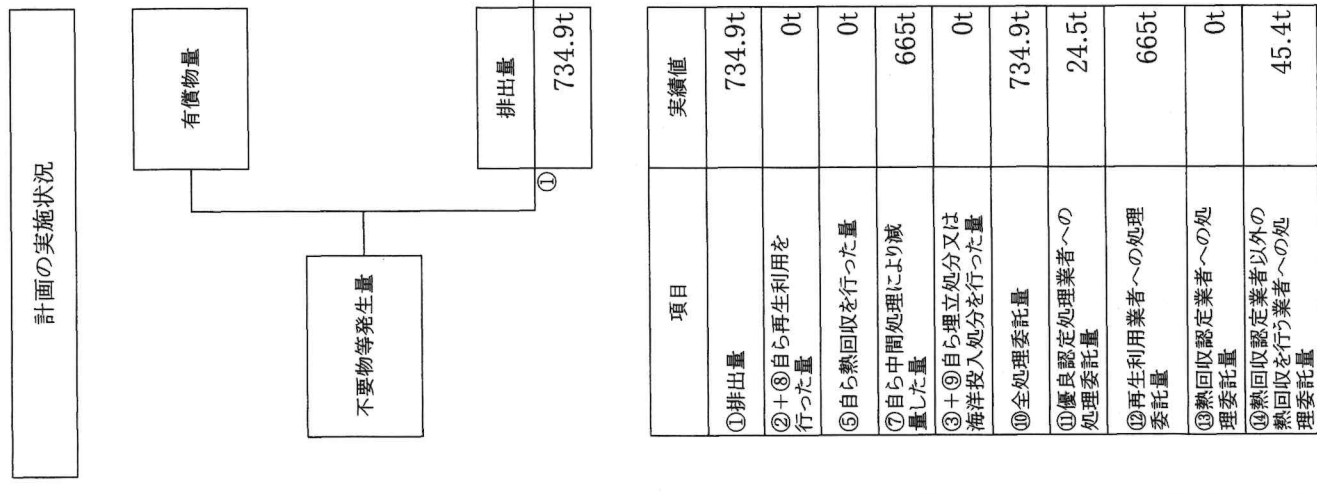 計画の実施状況
有償物量
不要物等発生量
排出量
①
734.9t
項目
実績値
①排出量
734.9t
②+⑧自ら再生利用を
行った量
0t
⑤自ら熱回収を行った量
0t
⑦自ら中間処理により減
量した量
665t
③+⑨自ら埋立処分又は
海洋投入処分を行った量
0t
⑩全処理委託量
734.9t
⑪優良認定処理業者への
処理委託量
24.5t
⑫再生利用業者への処理
委託量
665t
⑬熱回収認定業者への処
理委託量
0t
⑭熱回収認定業者以外の
熱回収を行う業者への処
理委託量
45.4t